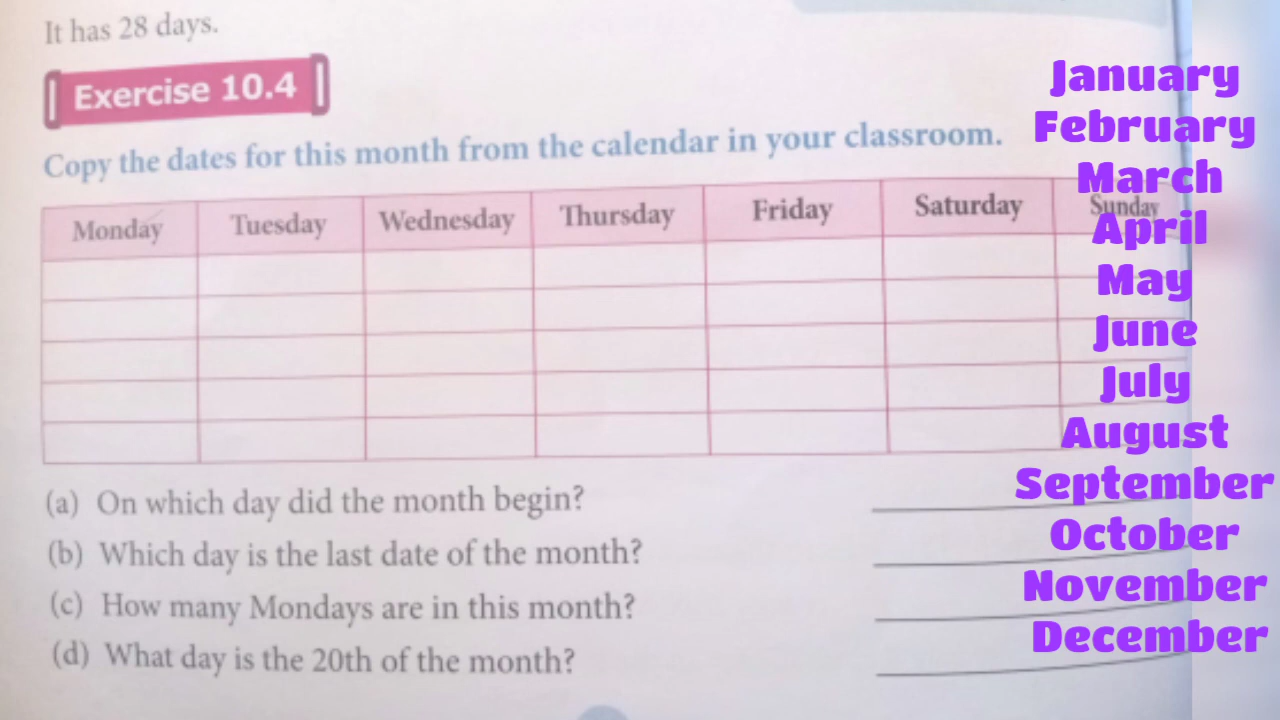 It has 28 days.
Exercise 10.4
Copy the dates for this month from the calendar in your classroom.
Monday Tuesday Wednesday Thursday Friday Saturday Sunday
(a) On which day did the month begin?
(b) Which day is the last date of the month?
(c) How many Mondays are in this month?
(d) What day is the 20th of the month?
January
February
March
April
May
June
July
August
September
October
November
December